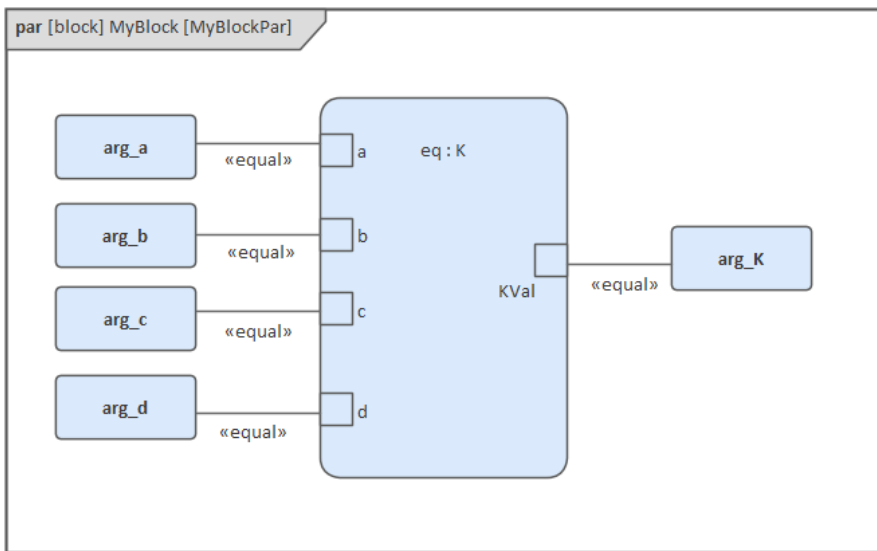 par [block] MyBlock [MyBlockPar]
arg_a
«equal»
a
eq : K
arg_b
«equal»
b
arg_c
«equal»
c
arg_d
«equal»
d
KVal
«equal»
arg_K